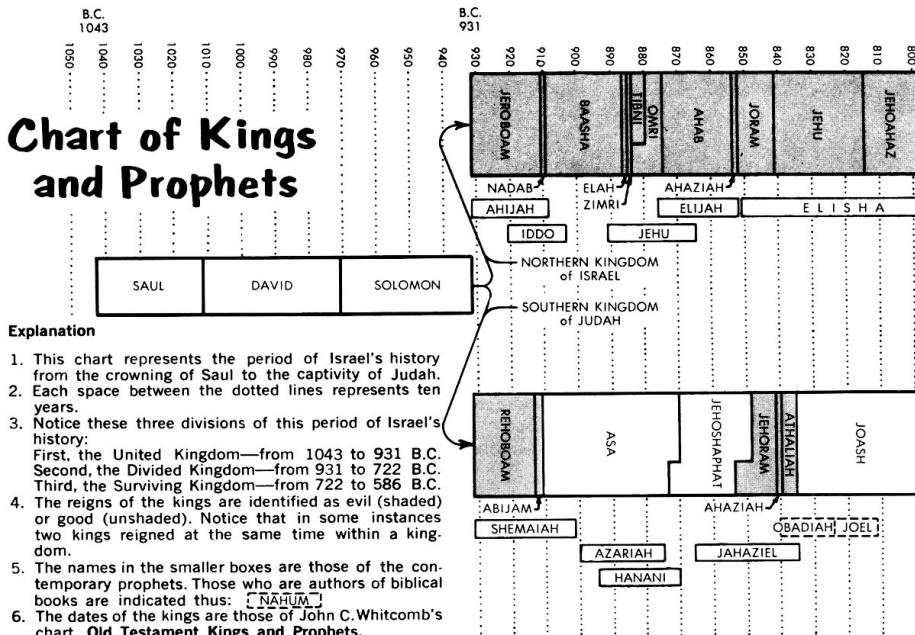 B.C.
1043
B.C.
931
1050
1040
1030
1020
1010
1000
990
980
970
960
950
940
930
920
910
900
890
880
870
860
850
840
830
820
810
800
Chart of Kings
and Prophets
JEROBOAM
BAASHA
TIBNI
OMRI
AHAB
JORAM
JEHU
JEHOAHAZ
NADAB
ELAH
ZIMRI
AHAZIAH
AHIJAH
ELIJAH
ELISHA
IDDO
JEHU
NORTHERN KINGDOM
of ISRAEL
SAUL
DAVID
SOLOMON
SOUTHERN KINGDOM
of JUDAH
Explanation
1. This chart represents the period of Israel's history
from the crowning of Saul to the captivity of Judah.
2. Each space between the dotted lines represents ten
years.
3. Notice these three divisions of this period of Israel's
history:
First, the United Kingdom—from 1043 to 931 B.C.
Second, the Divided Kingdom—from 931 to 722 B.C.
Third, the Surviving Kingdom—from 722 to 586 B.C.
4. The reigns of the kings are identified as evil (shaded)
or good (unshaded). Notice that in some instances
two kings reigned at the same time within a king-
dom.
5. The names in the smaller boxes are those of the con-
temporary prophets. Those who are authors of biblical
books are indicated thus: NAHUM
6. The dates of the kings are those of John C. Whitcomb's
chart, Old Testament Kings and Prophets.
REHOBOAM
ASA
JEHOSHAPHAT
JEHORAM
ATHALIAH
JOASH
ABIJAM
AHAZIAH
SHEMAIAH
OBADIAH
JOEL
AZARIAH
JAHAZIEL
HANANI